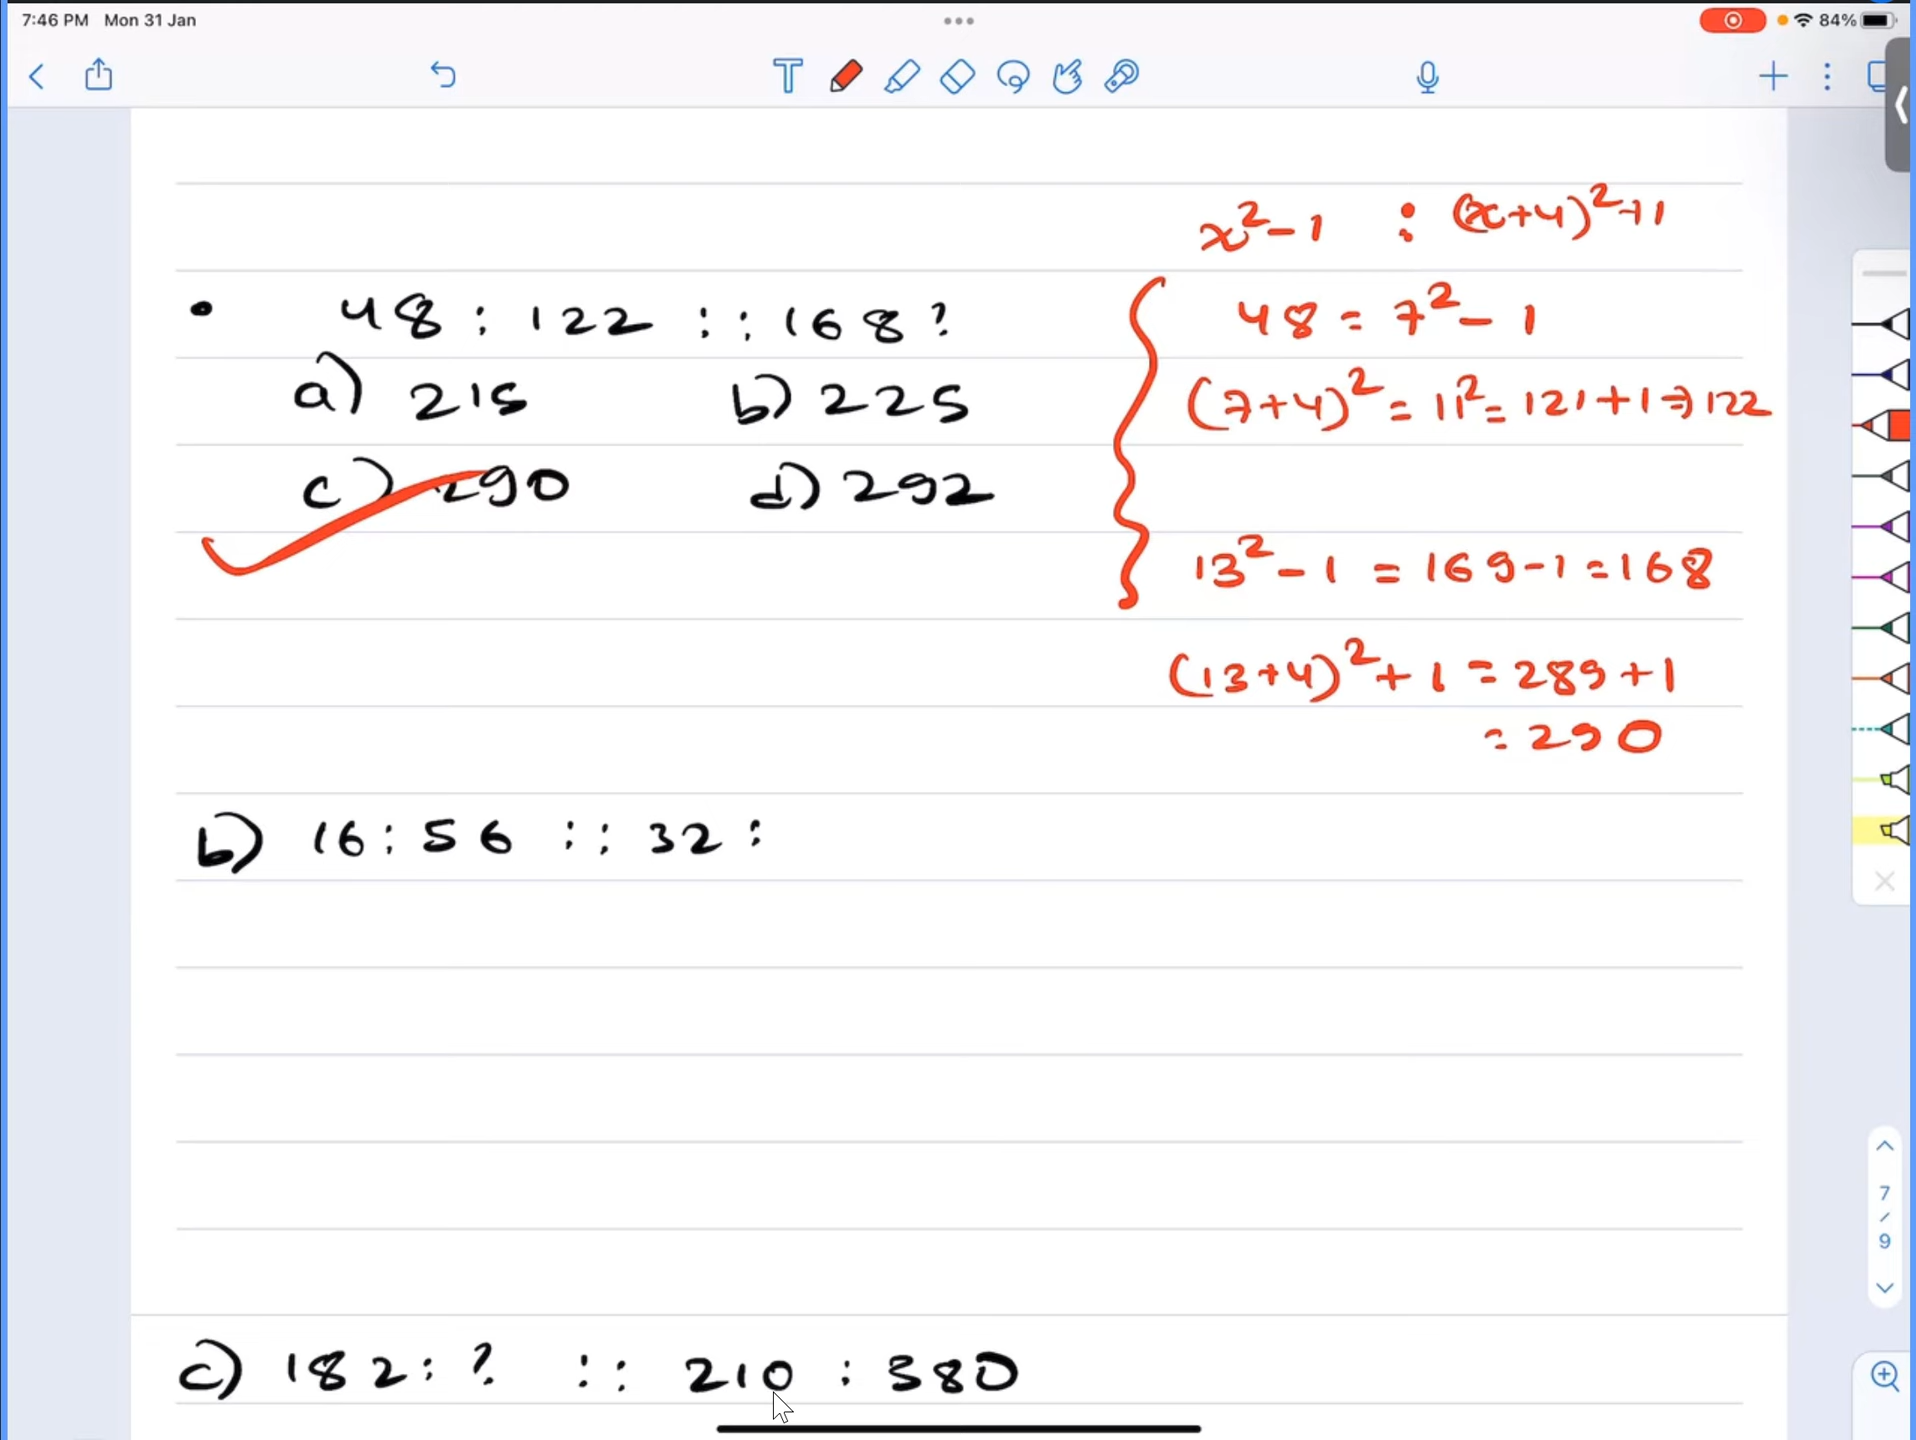 7:46 PM Mon 31 Jan
84%
x²-1 : (x+4)²+1
• 48 : 122 :: 168 ?
48 = 7²-1
a) 215 b) 225
(7+4)² = 11² = 121+1 ⇒ 122
c) 290 d) 292
13²-1 = 169-1 = 168
(13+4)²+1 = 289+1
= 290
b) 16 : 56 :: 32 :
7
/
9
c) 182 : ? :: 210 : 380